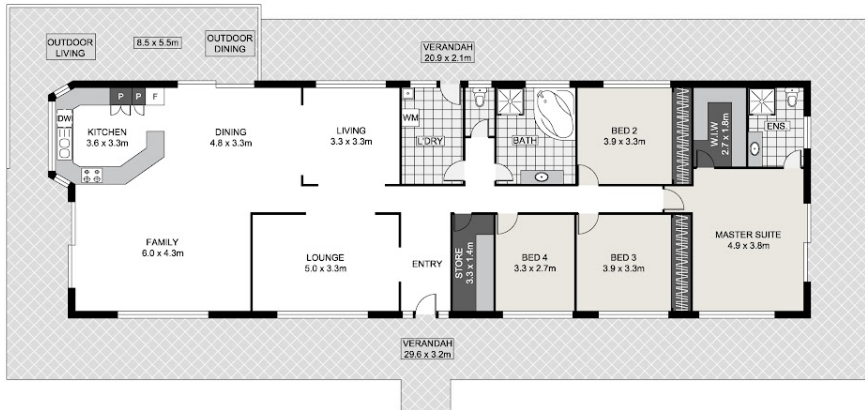 OUTDOOR
LIVING
8.5 x 5.5m
OUTDOOR
DINING
VERANDAH
20.9 x 2.1m
P
P
F
DW
KITCHEN
3.6 x 3.3m
DINING
4.8 x 3.3m
LIVING
3.3 x 3.3m
WM
L'DRY
BATH
BED 2
3.9 x 3.3m
W.I.W
2.7 x 1.8m
ENS
FAMILY
6.0 x 4.3m
LOUNGE
5.0 x 3.3m
ENTRY
STORE
3.3 x 1.4m
BED 4
3.3 x 2.7m
BED 3
3.9 x 3.3m
MASTER SUITE
4.9 x 3.8m
VERANDAH
29.6 x 3.2m